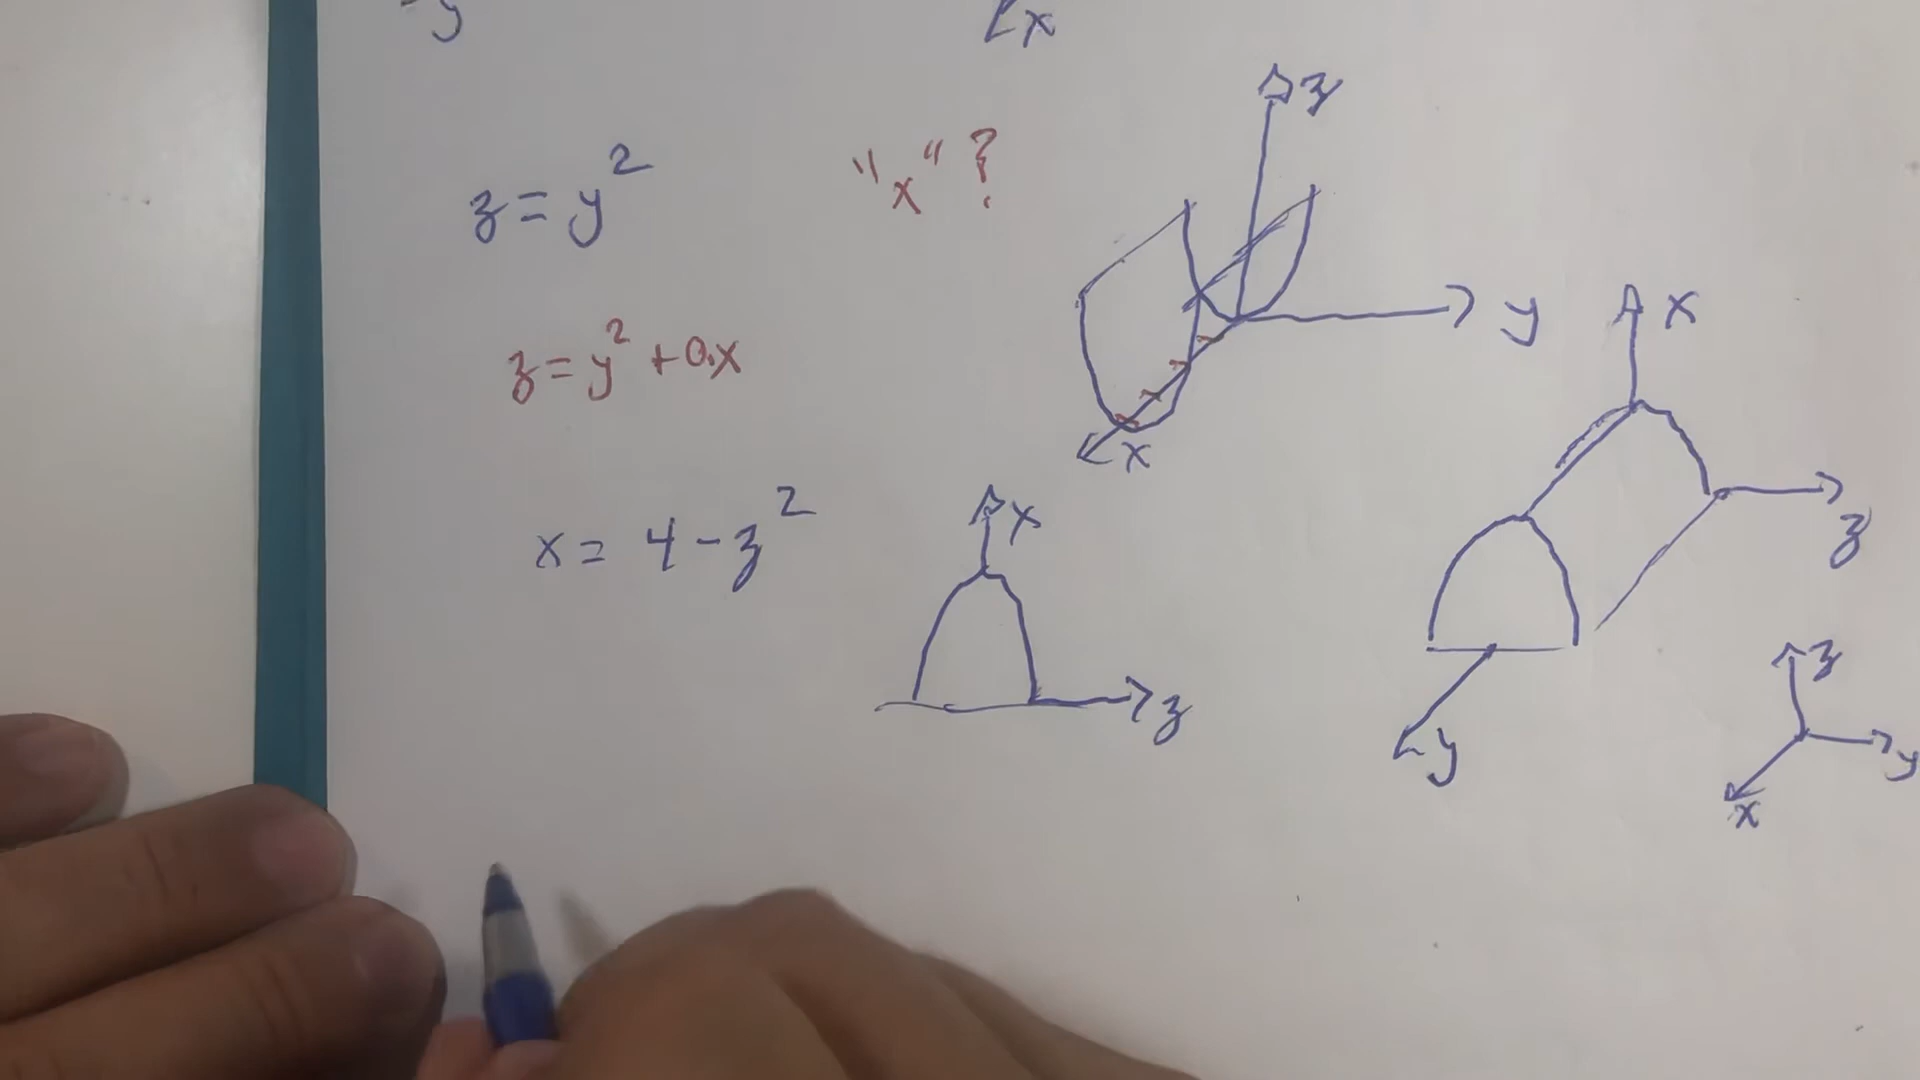 y
x
z = y²
"x" ?
z
y
x
z = y² + 0.x
x = 4 - z²
x
z
x
z
y
z
y
x